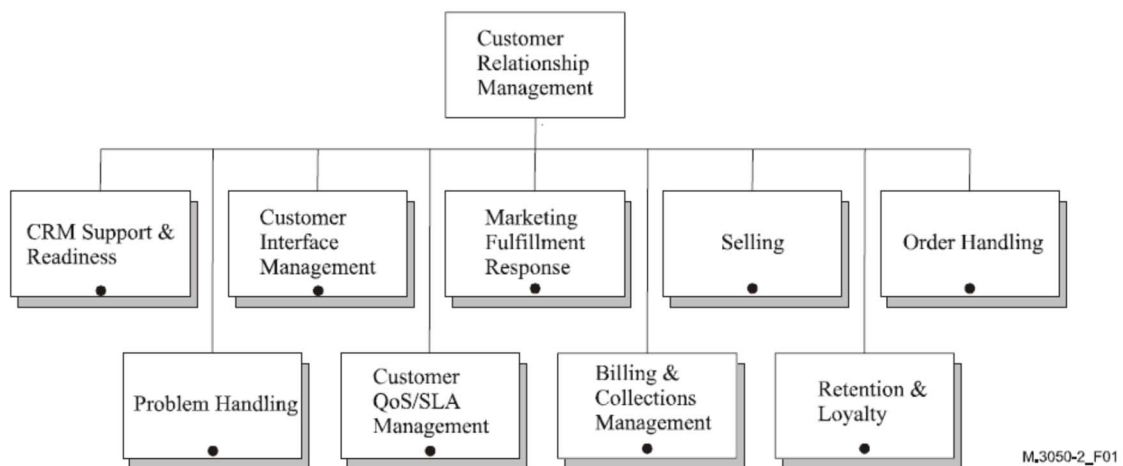 Customer
Relationship
Management
CRM Support &
Readiness
Customer
Interface
Management
Marketing
Fulfillment
Response
Selling
Order Handling
Problem Handling
Customer
QoS/SLA
Management
Billing &
Collections
Management
Retention &
Loyalty
M.3050-2_F01